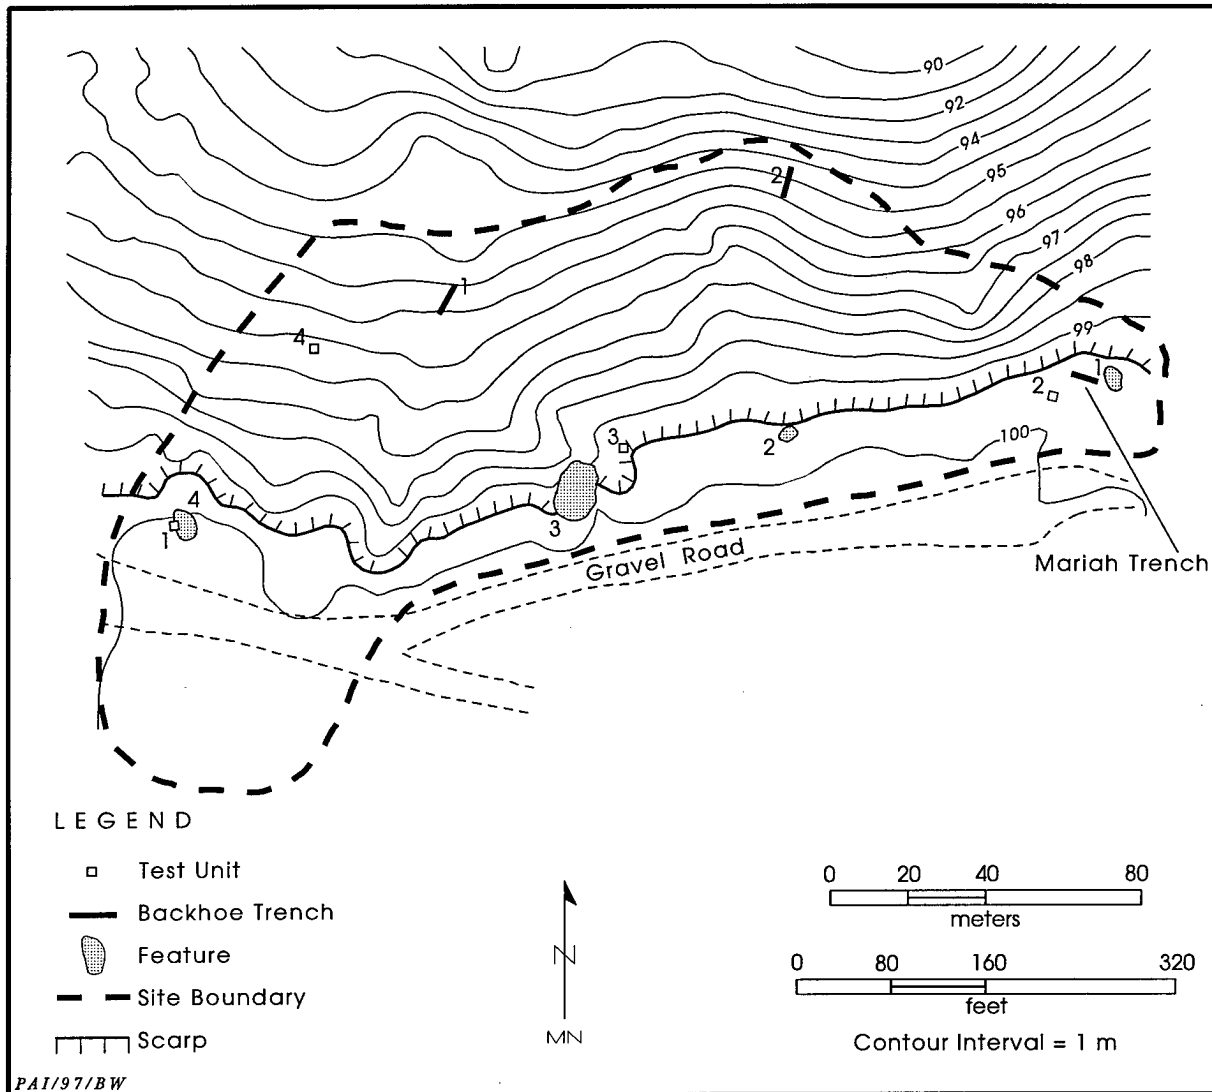 90
92
94
95
96
97
98
99
100
2
1
4
1
2
3
2
4
1
3
Gravel Road
Mariah Trench
LEGEND
Test Unit
Backhoe Trench
Feature
Site Boundary
Scarp
N
MN
0 20 40 80
meters
0 80 160 320
feet
Contour Interval = 1 m
PAI/97/BW